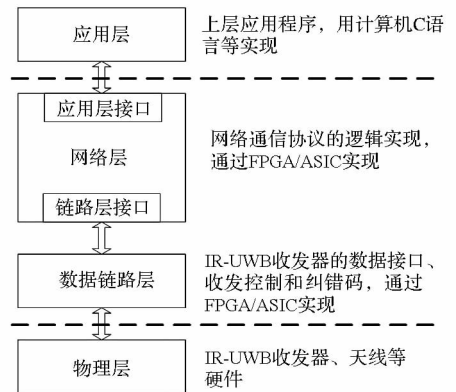 应用层
上层应用程序，用计算机C语
言等实现
应用层接口
网络层
链路层接口
网络通信协议的逻辑实现，
通过FPGA/ASIC实现
数据链路层
IR-UWB收发器的数据接口、
收发控制和纠错码，通过
FPGA/ASIC实现
物理层
IR-UWB收发器、天线等
硬件